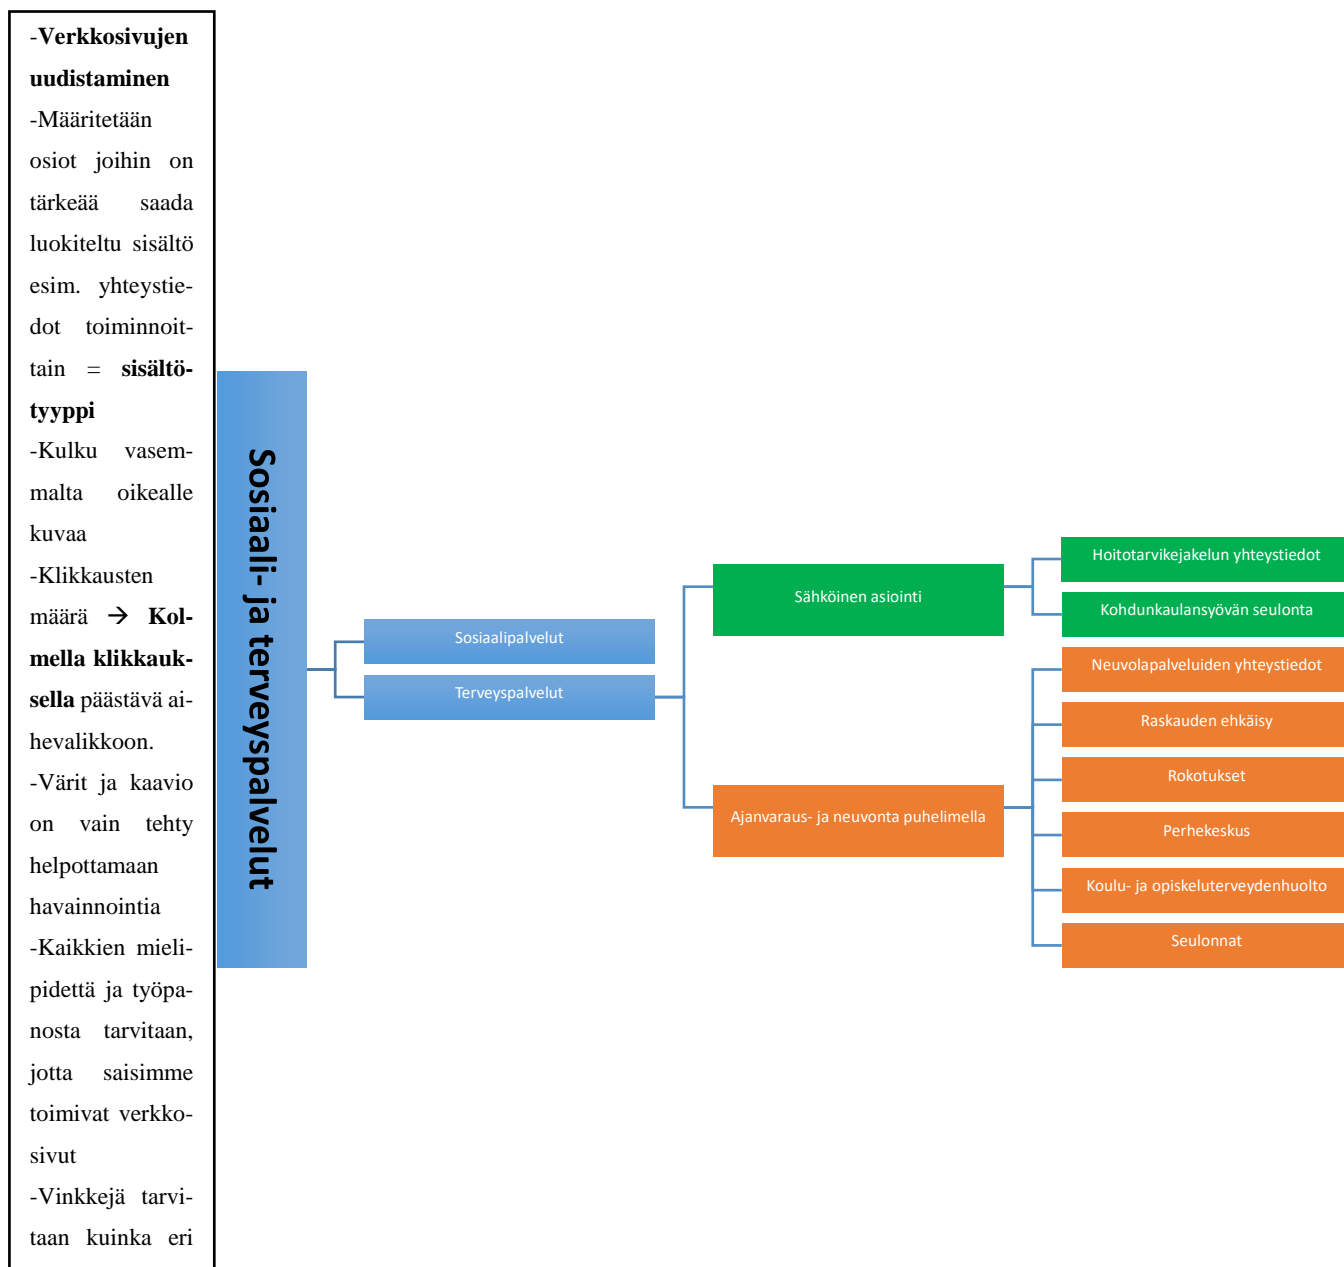 -Verkkosivujen
uudistaminen
-Määritetään
osiot joihin on
tärkeää saada
luokiteltu sisältö
esim. yhteystie-
dot toiminnoit-
tain = sisältö-
tyyppi
-Kulku vasem-
malta oikealle
kuvaa
-Klikkausten
määrä → Kol-
mella klikkauk-
sella päästävä ai-
hevalikkoon.
-Värit ja kaavio
on vain tehty
helpottamaan
havainnointia
-Kaikkien mieli-
pidettä ja työpa-
nosta tarvitaan,
jotta saisimme
toimivat verkko-
sivut
-Vinkkejä tarvi-
taan kuinka eri
Sosiaali- ja terveyspalvelut
Sosiaalipalvelut
Terveyspalvelut
Sähköinen asiointi
Ajanvaraus- ja neuvonta puhelimella
Hoitotarvikejakelun yhteystiedot
Kohdunkaulansyövän seulonta
Neuvolapalveluiden yhteystiedot
Raskauden ehkäisy
Rokotukset
Perhekeskus
Koulu- ja opiskeluterveydenhuolto
Seulonnat